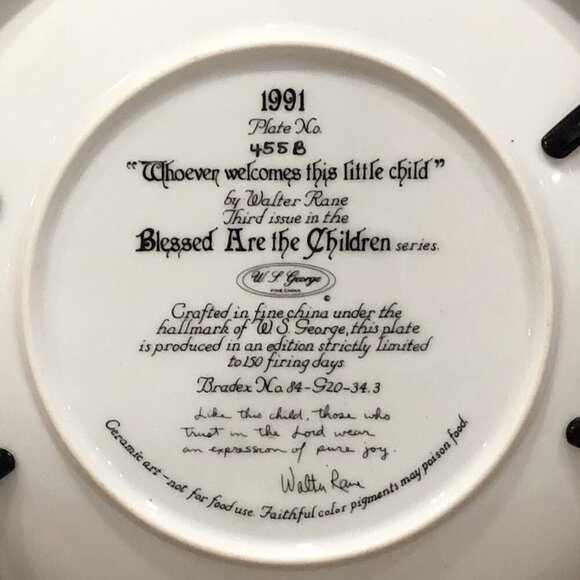 1991
Plate No.
455B
"Whoever welcomes this little child"
by Walter Rane
Third issue in the
Blessed Are the Children series.
W. S. George
FINE CHINA
©
Crafted in fine china under the
hallmark of W. S. George, this plate
is produced in an edition strictly limited
to 150 firing days
Bradex No. 84-G20-34.3
Like this child, those who
trust in the Lord wear
an expression of pure joy.
Walter Rane
Ceramic art - not for food use. Faithful color pigments may poison food.